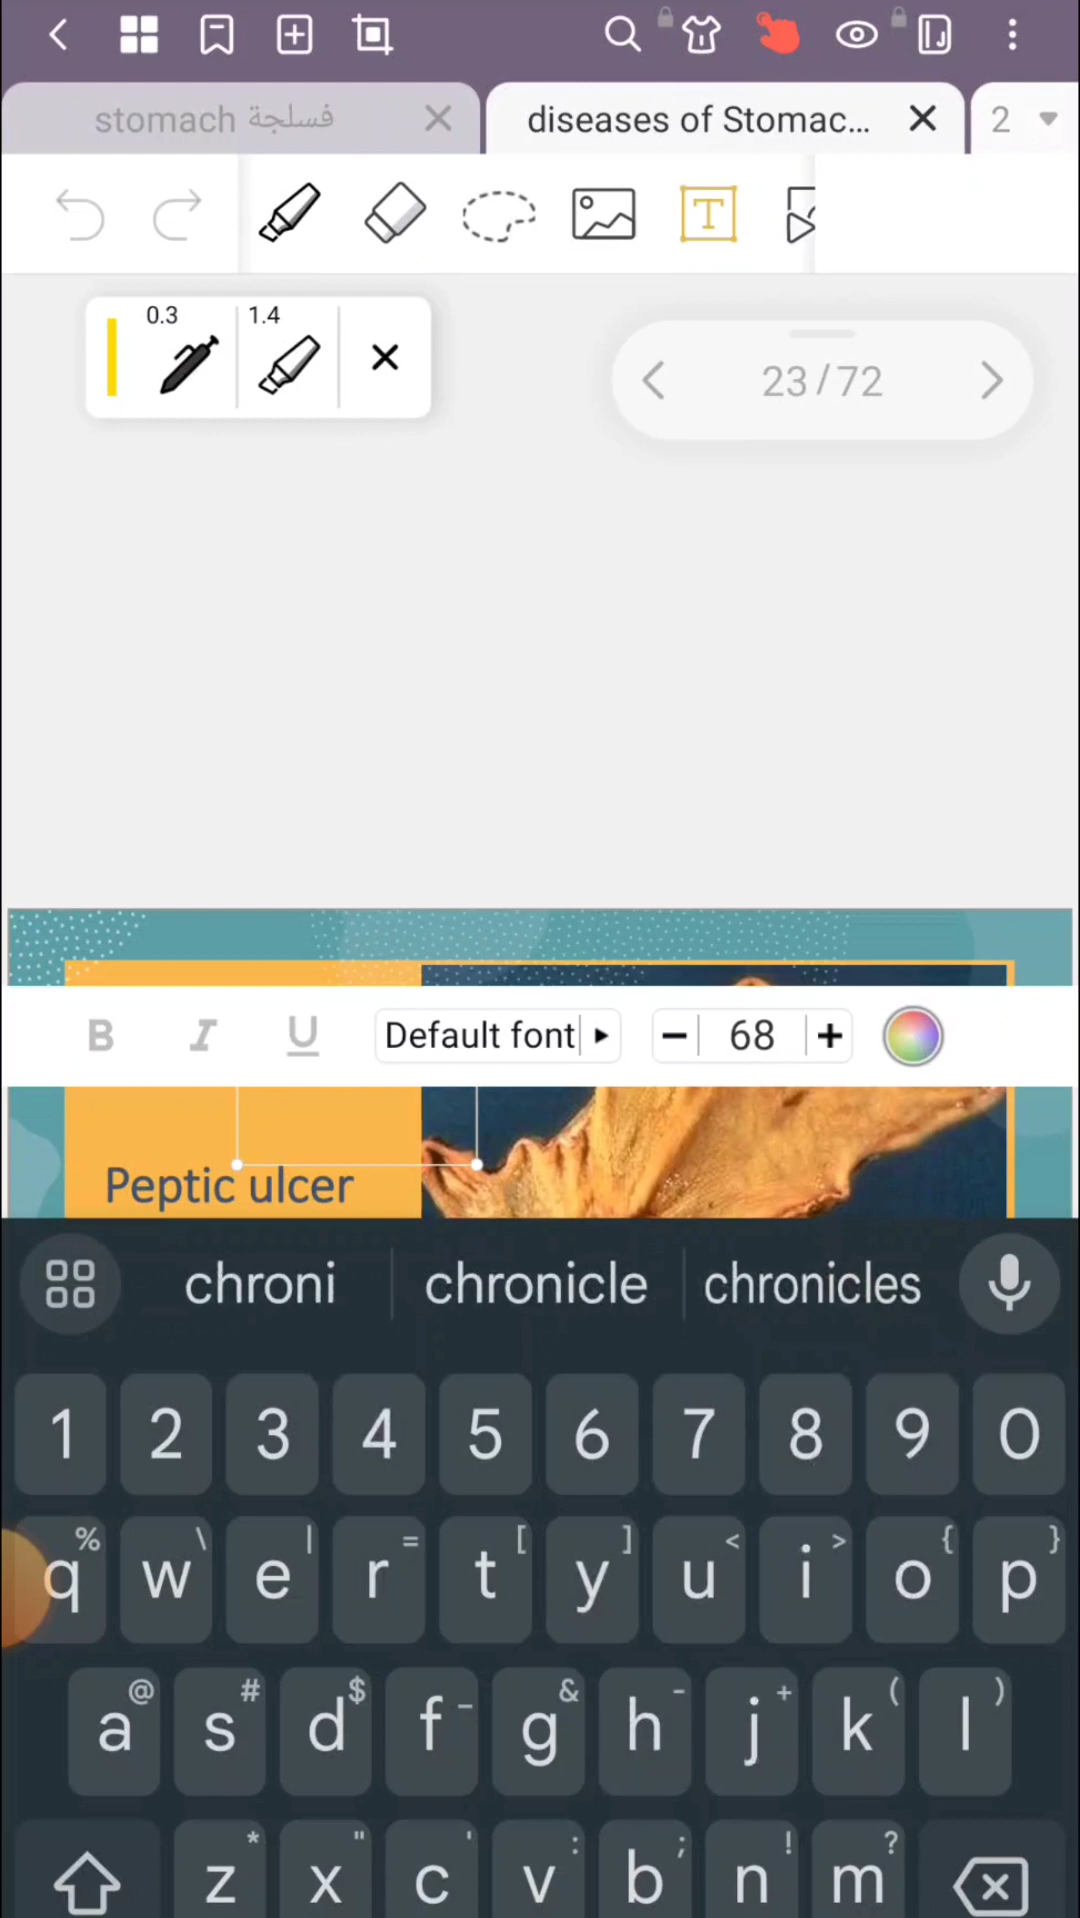 stomach فسلجة
diseases of Stomac...
2
T
0.3
1.4
23/72
B I U Default font 68
Peptic ulcer
chroni chronicle chronicles
1 2 3 4 5 6 7 8 9 0
% \ | = [ ] < > { }
q w e r t y u i o p
@ # $ _ & - + ( )
a s d f g h j k l
* " ' : ; ! ?
z x c v b n m